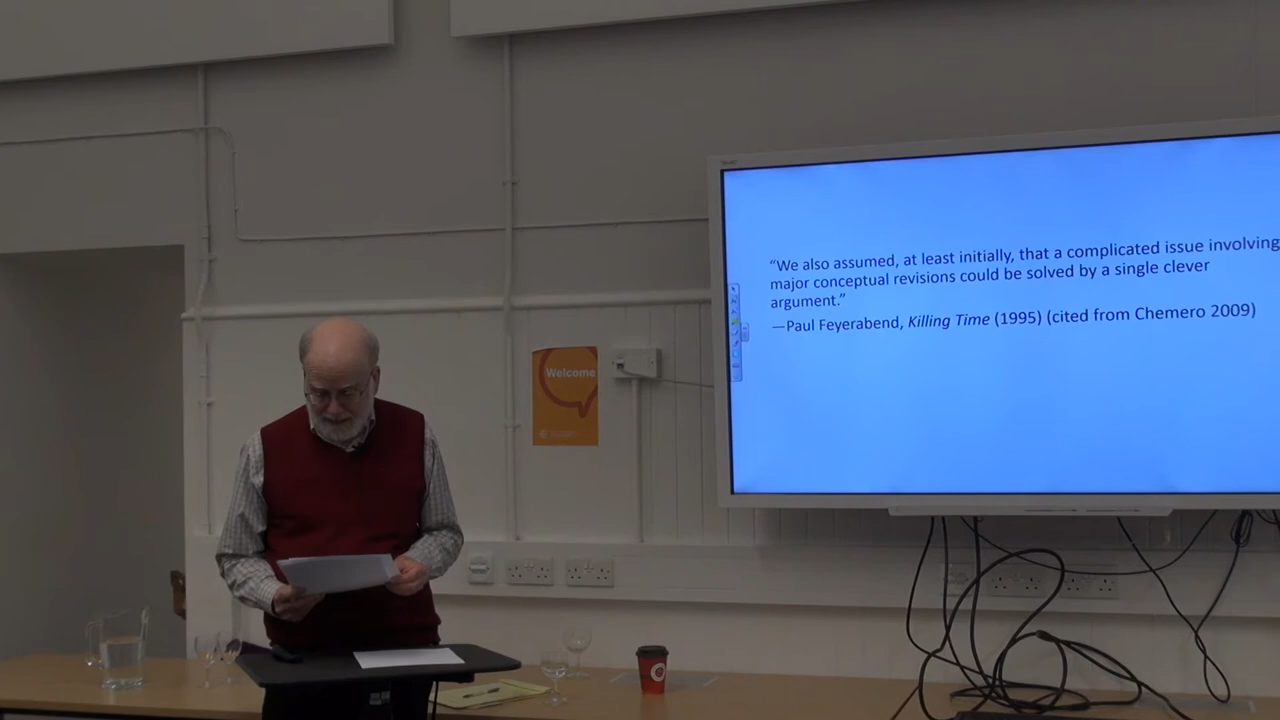 "We also assumed, at least initially, that a complicated issue involving
major conceptual revisions could be solved by a single clever
argument."
—Paul Feyerabend, Killing Time (1995) (cited from Chemero 2009)
Welcome